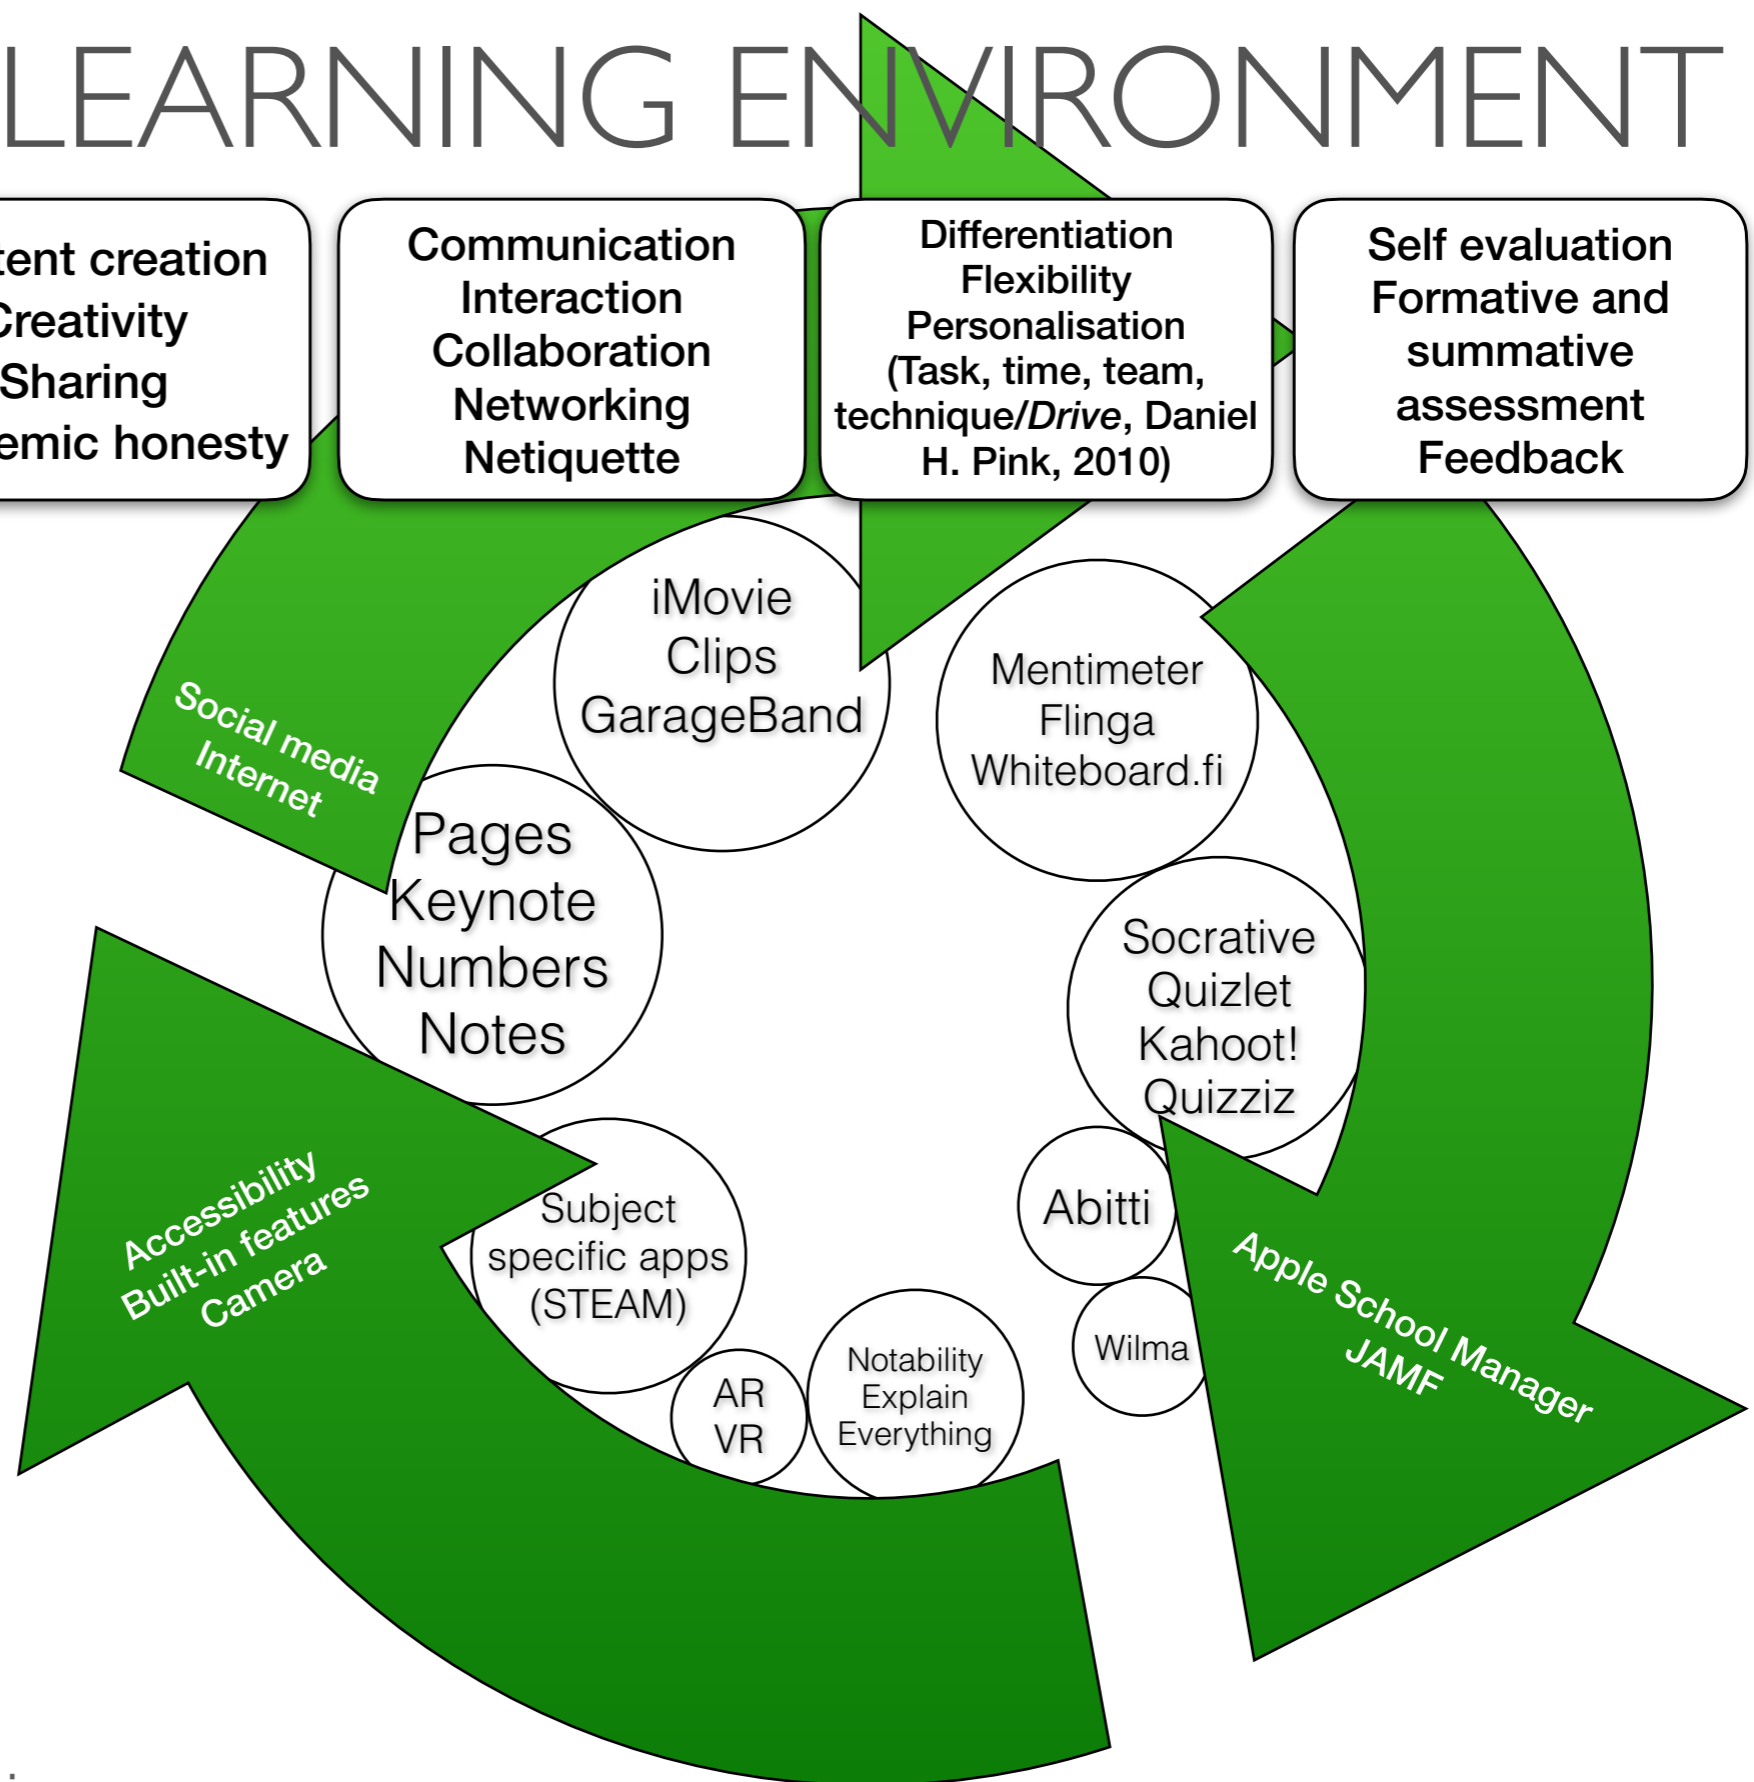 LEARNING ENVIRONMENT
tent creation
Creativity
Sharing
emic honesty
Communication
Interaction
Collaboration
Networking
Netiquette
Differentiation
Flexibility
Personalisation
(Task, time, team,
technique/Drive, Daniel
H. Pink, 2010)
Self evaluation
Formative and
summative
assessment
Feedback
Social media
Internet
iMovie
Clips
GarageBand
Mentimeter
Flinga
Whiteboard.fi
Pages
Keynote
Numbers
Notes
Socrative
Quizlet
Kahoot!
Quizziz
Accessibility
Built-in features
Camera
Subject
specific apps
(STEAM)
Abitti
Wilma
Apple School Manager
JAMF
AR
VR
Notability
Explain
Everything